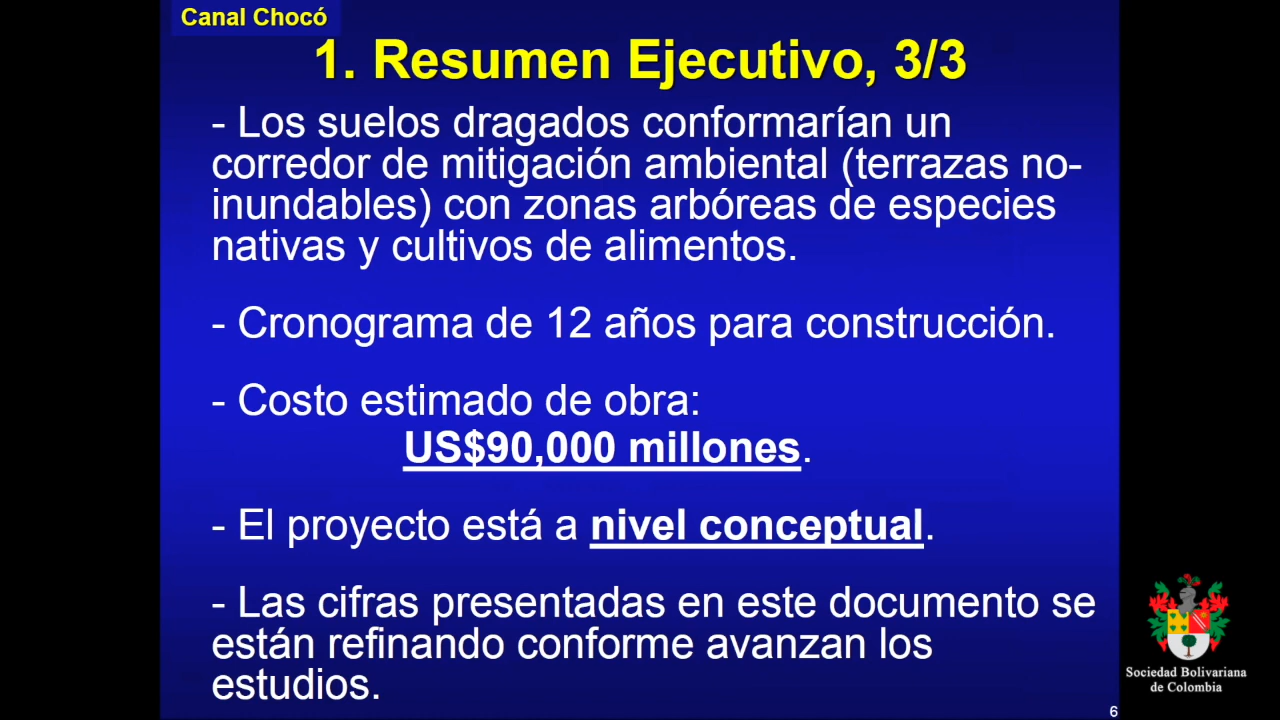 Canal Chocó
1. Resumen Ejecutivo, 3/3
- Los suelos dragados conformarían un
corredor de mitigación ambiental (terrazas no-
inundables) con zonas arbóreas de especies
nativas y cultivos de alimentos.
- Cronograma de 12 años para construcción.
- Costo estimado de obra:
US$90,000 millones.
- El proyecto está a nivel conceptual.
- Las cifras presentadas en este documento se
están refinando conforme avanzan los
estudios.
Sociedad Bolivariana
de Colombia
6